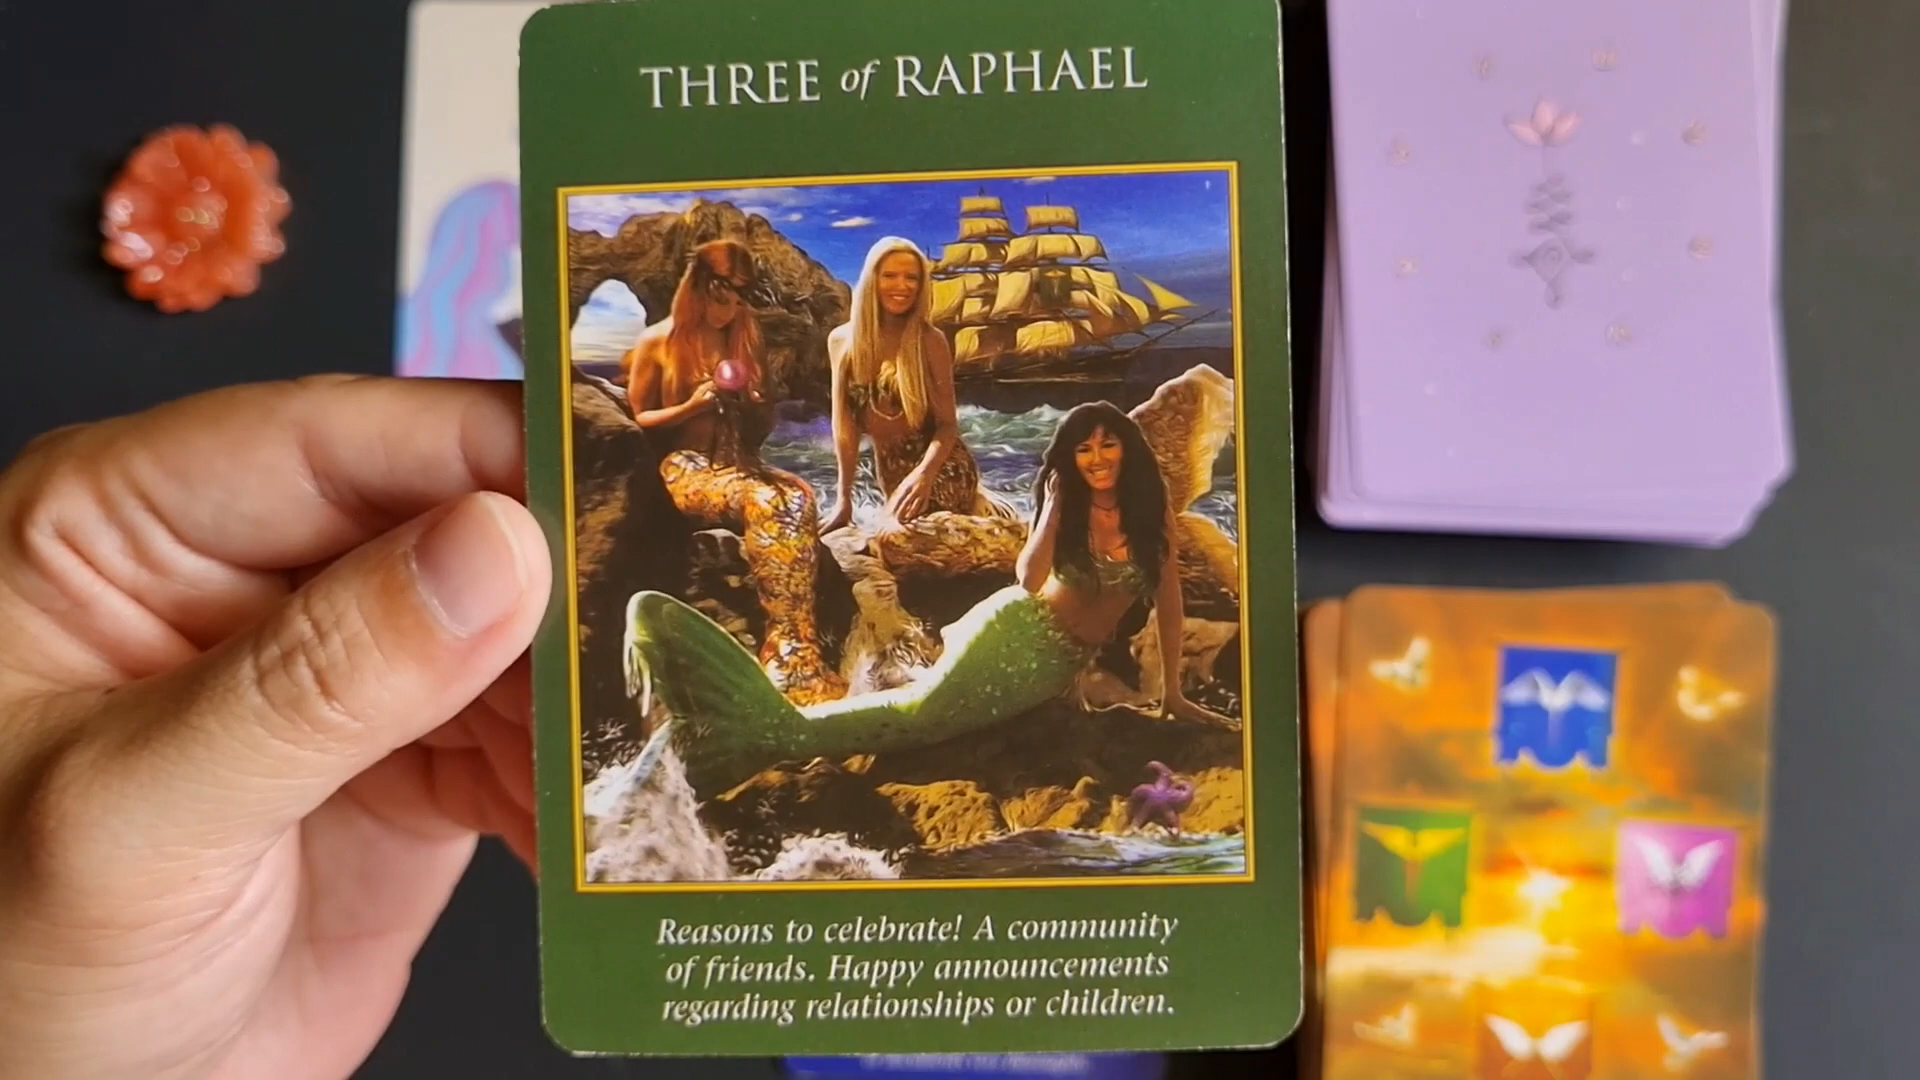 THREE of RAPHAEL
Reasons to celebrate! A community
of friends. Happy announcements
regarding relationships or children.